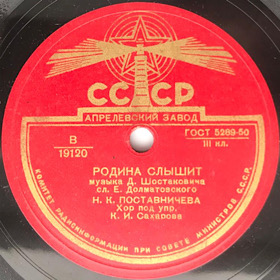 СССР
АПРЕЛЕВСКИЙ ЗАВОД
В
19120
ГОСТ 5289-50
III кл.
РОДИНА СЛЫШИТ
музыка Д. Шостаковича
сл. Е. Долматовского
Н. К. ПОСТАВНИЧЕВА
Хор под упр.
К. И. Сахарова
КОМИТЕТ РАДИОИНФОРМАЦИИ ПРИ СОВЕТЕ МИНИСТРОВ СССР.